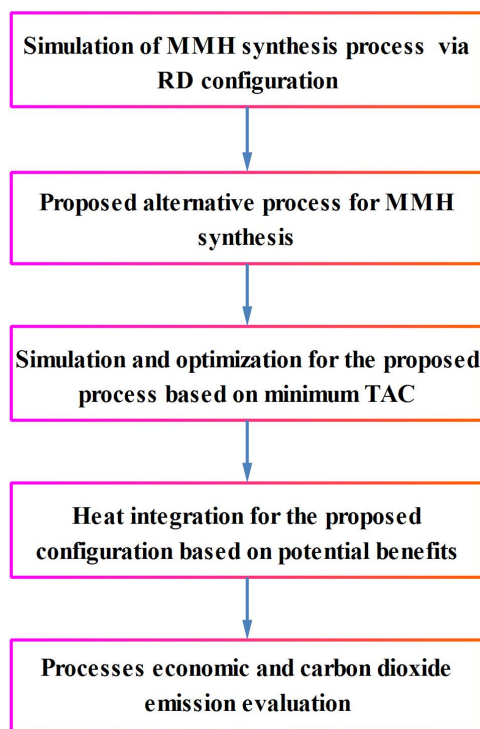 Simulation of MMH synthesis process via
RD configuration
Proposed alternative process for MMH
synthesis
Simulation and optimization for the proposed
process based on minimum TAC
Heat integration for the proposed
configuration based on potential benefits
Processes economic and carbon dioxide
emission evaluation